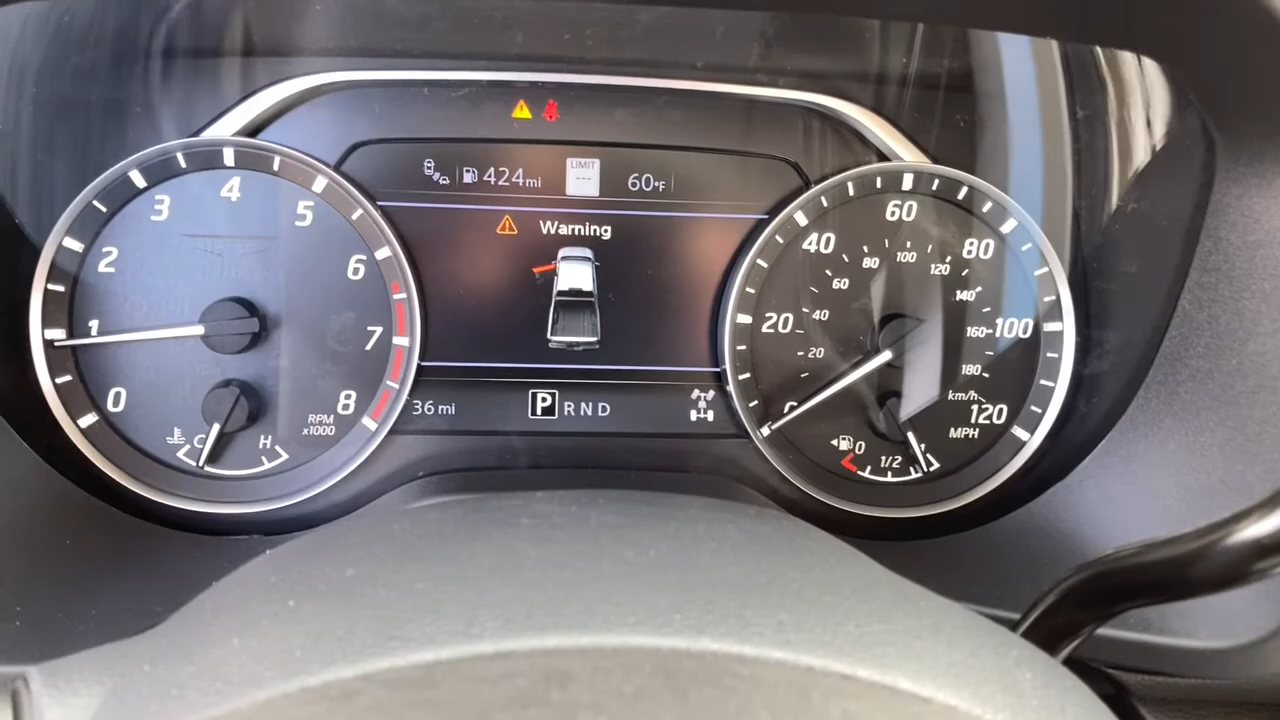 424mi
LIMIT
---
60°F
Warning
36 mi
P R N D
0
1
2
3
4
5
6
7
8
RPM
x1000
C
H
20
40
60
80
100
120
MPH
20
40
60
80
100
120
140
160
180
km/h
0
1/2